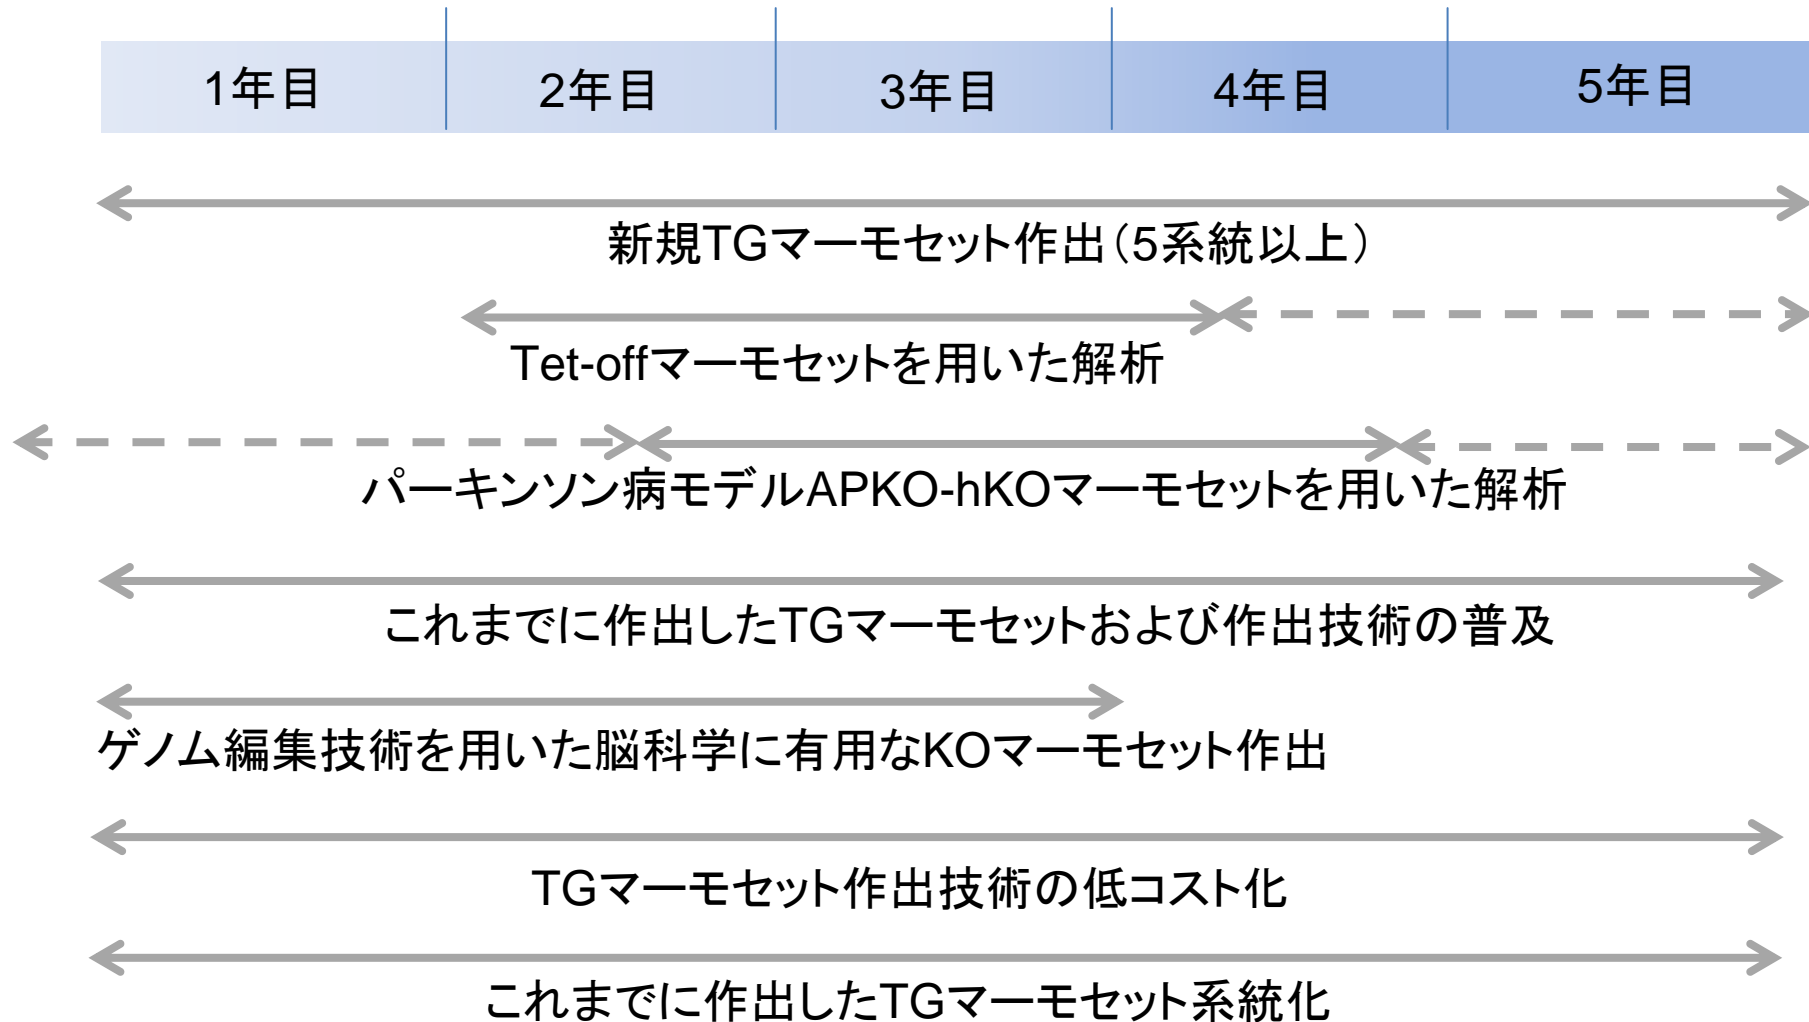 1年目 2年目 3年目 4年目 5年目
新規TGマーモセット作出（5系統以上）
Tet-offマーモセットを用いた解析
パーキンソン病モデルAPKO-hKOマーモセットを用いた解析
これまでに作出したTGマーモセットおよび作出技術の普及
ゲノム編集技術を用いた脳科学に有用なKOマーモセット作出
TGマーモセット作出技術の低コスト化
これまでに作出したTGマーモセット系統化